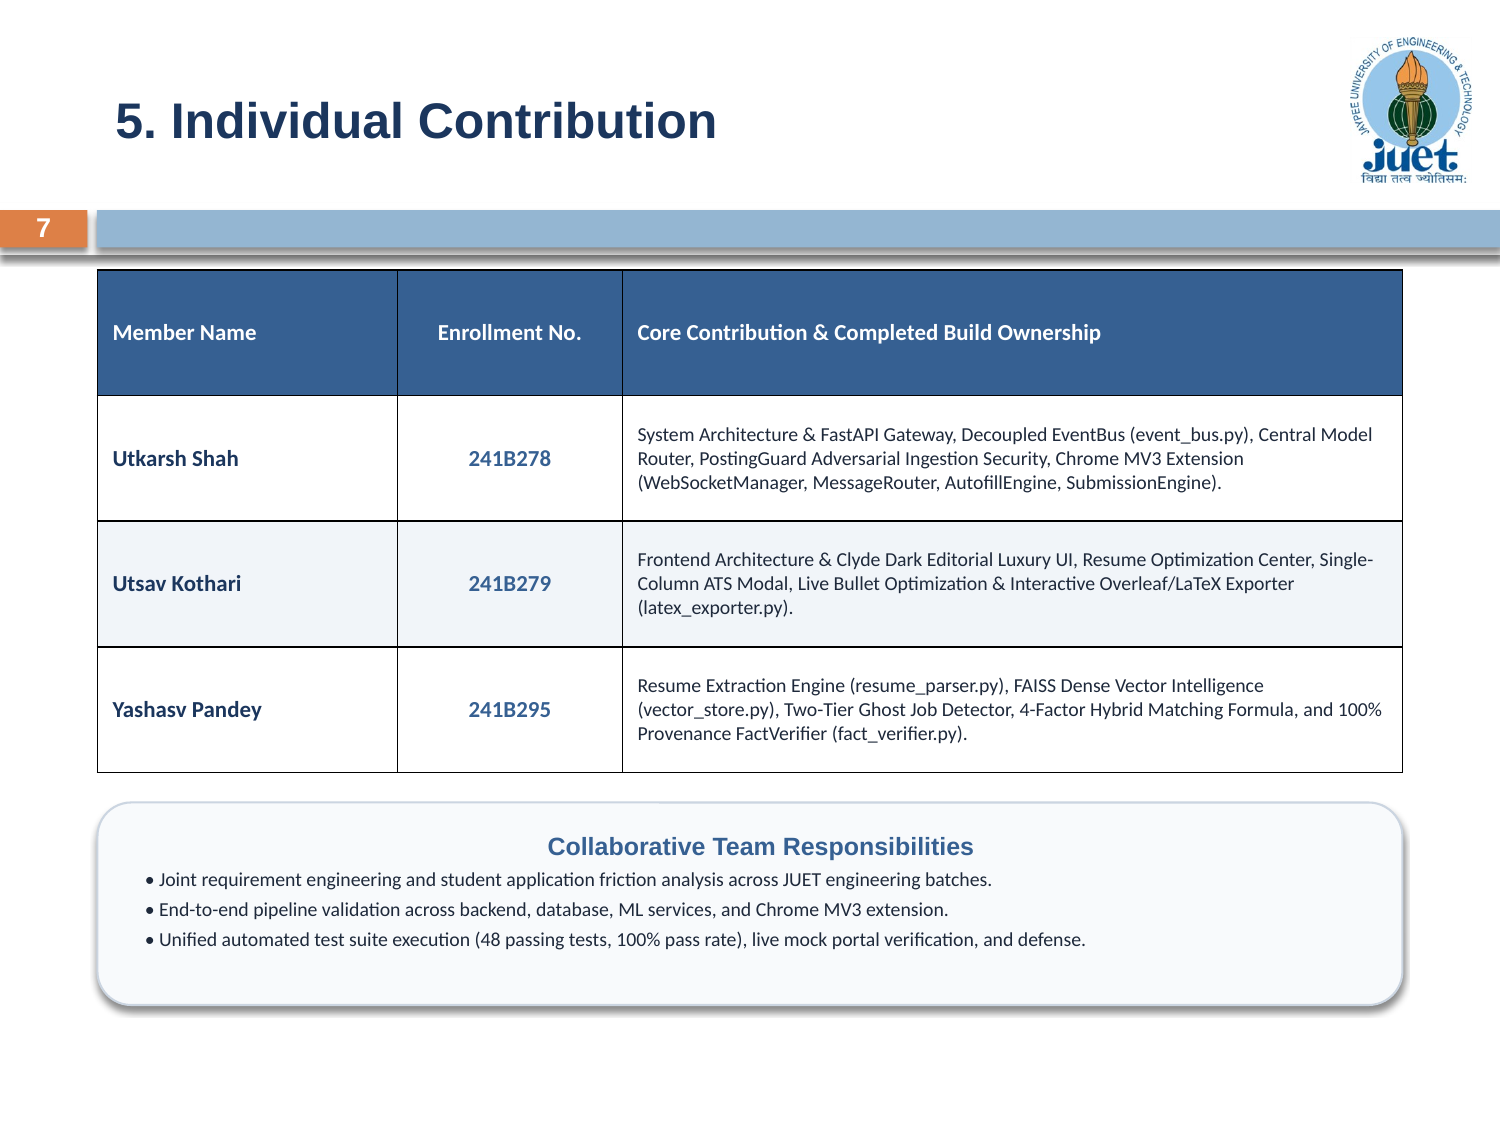 JAYPEE UNIVERSITY OF ENGINEERING & TECHNOLOGY
juet
विद्या तत्व ज्योतिसम:
5. Individual Contribution
7
Member Name
Enrollment No.
Core Contribution & Completed Build Ownership
Utkarsh Shah
241B278
System Architecture & FastAPI Gateway, Decoupled EventBus (event_bus.py), Central Model
Router, PostingGuard Adversarial Ingestion Security, Chrome MV3 Extension
(WebSocketManager, MessageRouter, AutofillEngine, SubmissionEngine).
Utsav Kothari
241B279
Frontend Architecture & Clyde Dark Editorial Luxury UI, Resume Optimization Center, Single-
Column ATS Modal, Live Bullet Optimization & Interactive Overleaf/LaTeX Exporter
(latex_exporter.py).
Yashasv Pandey
241B295
Resume Extraction Engine (resume_parser.py), FAISS Dense Vector Intelligence
(vector_store.py), Two-Tier Ghost Job Detector, 4-Factor Hybrid Matching Formula, and 100%
Provenance FactVerifier (fact_verifier.py).
Collaborative Team Responsibilities
• Joint requirement engineering and student application friction analysis across JUET engineering batches.
• End-to-end pipeline validation across backend, database, ML services, and Chrome MV3 extension.
• Unified automated test suite execution (48 passing tests, 100% pass rate), live mock portal verification, and defense.